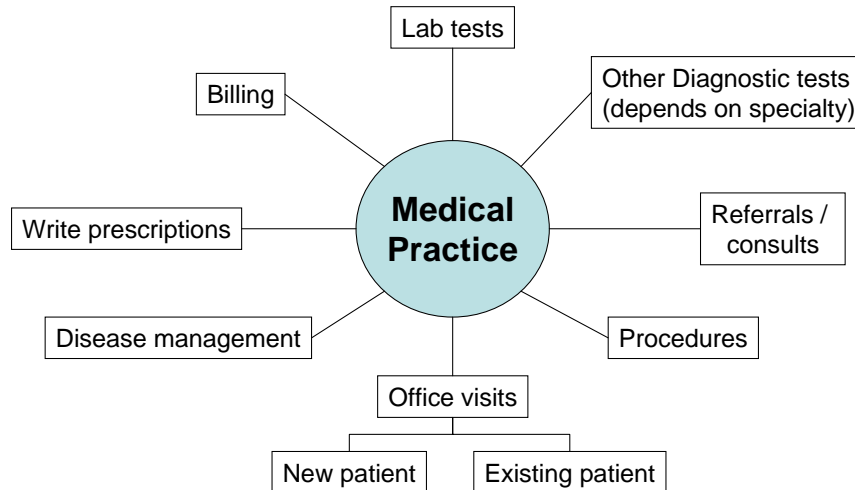 Lab tests
Billing
Other Diagnostic tests
(depends on specialty)
Medical
Practice
Write prescriptions
Referrals /
consults
Disease management
Procedures
Office visits
New patient
Existing patient